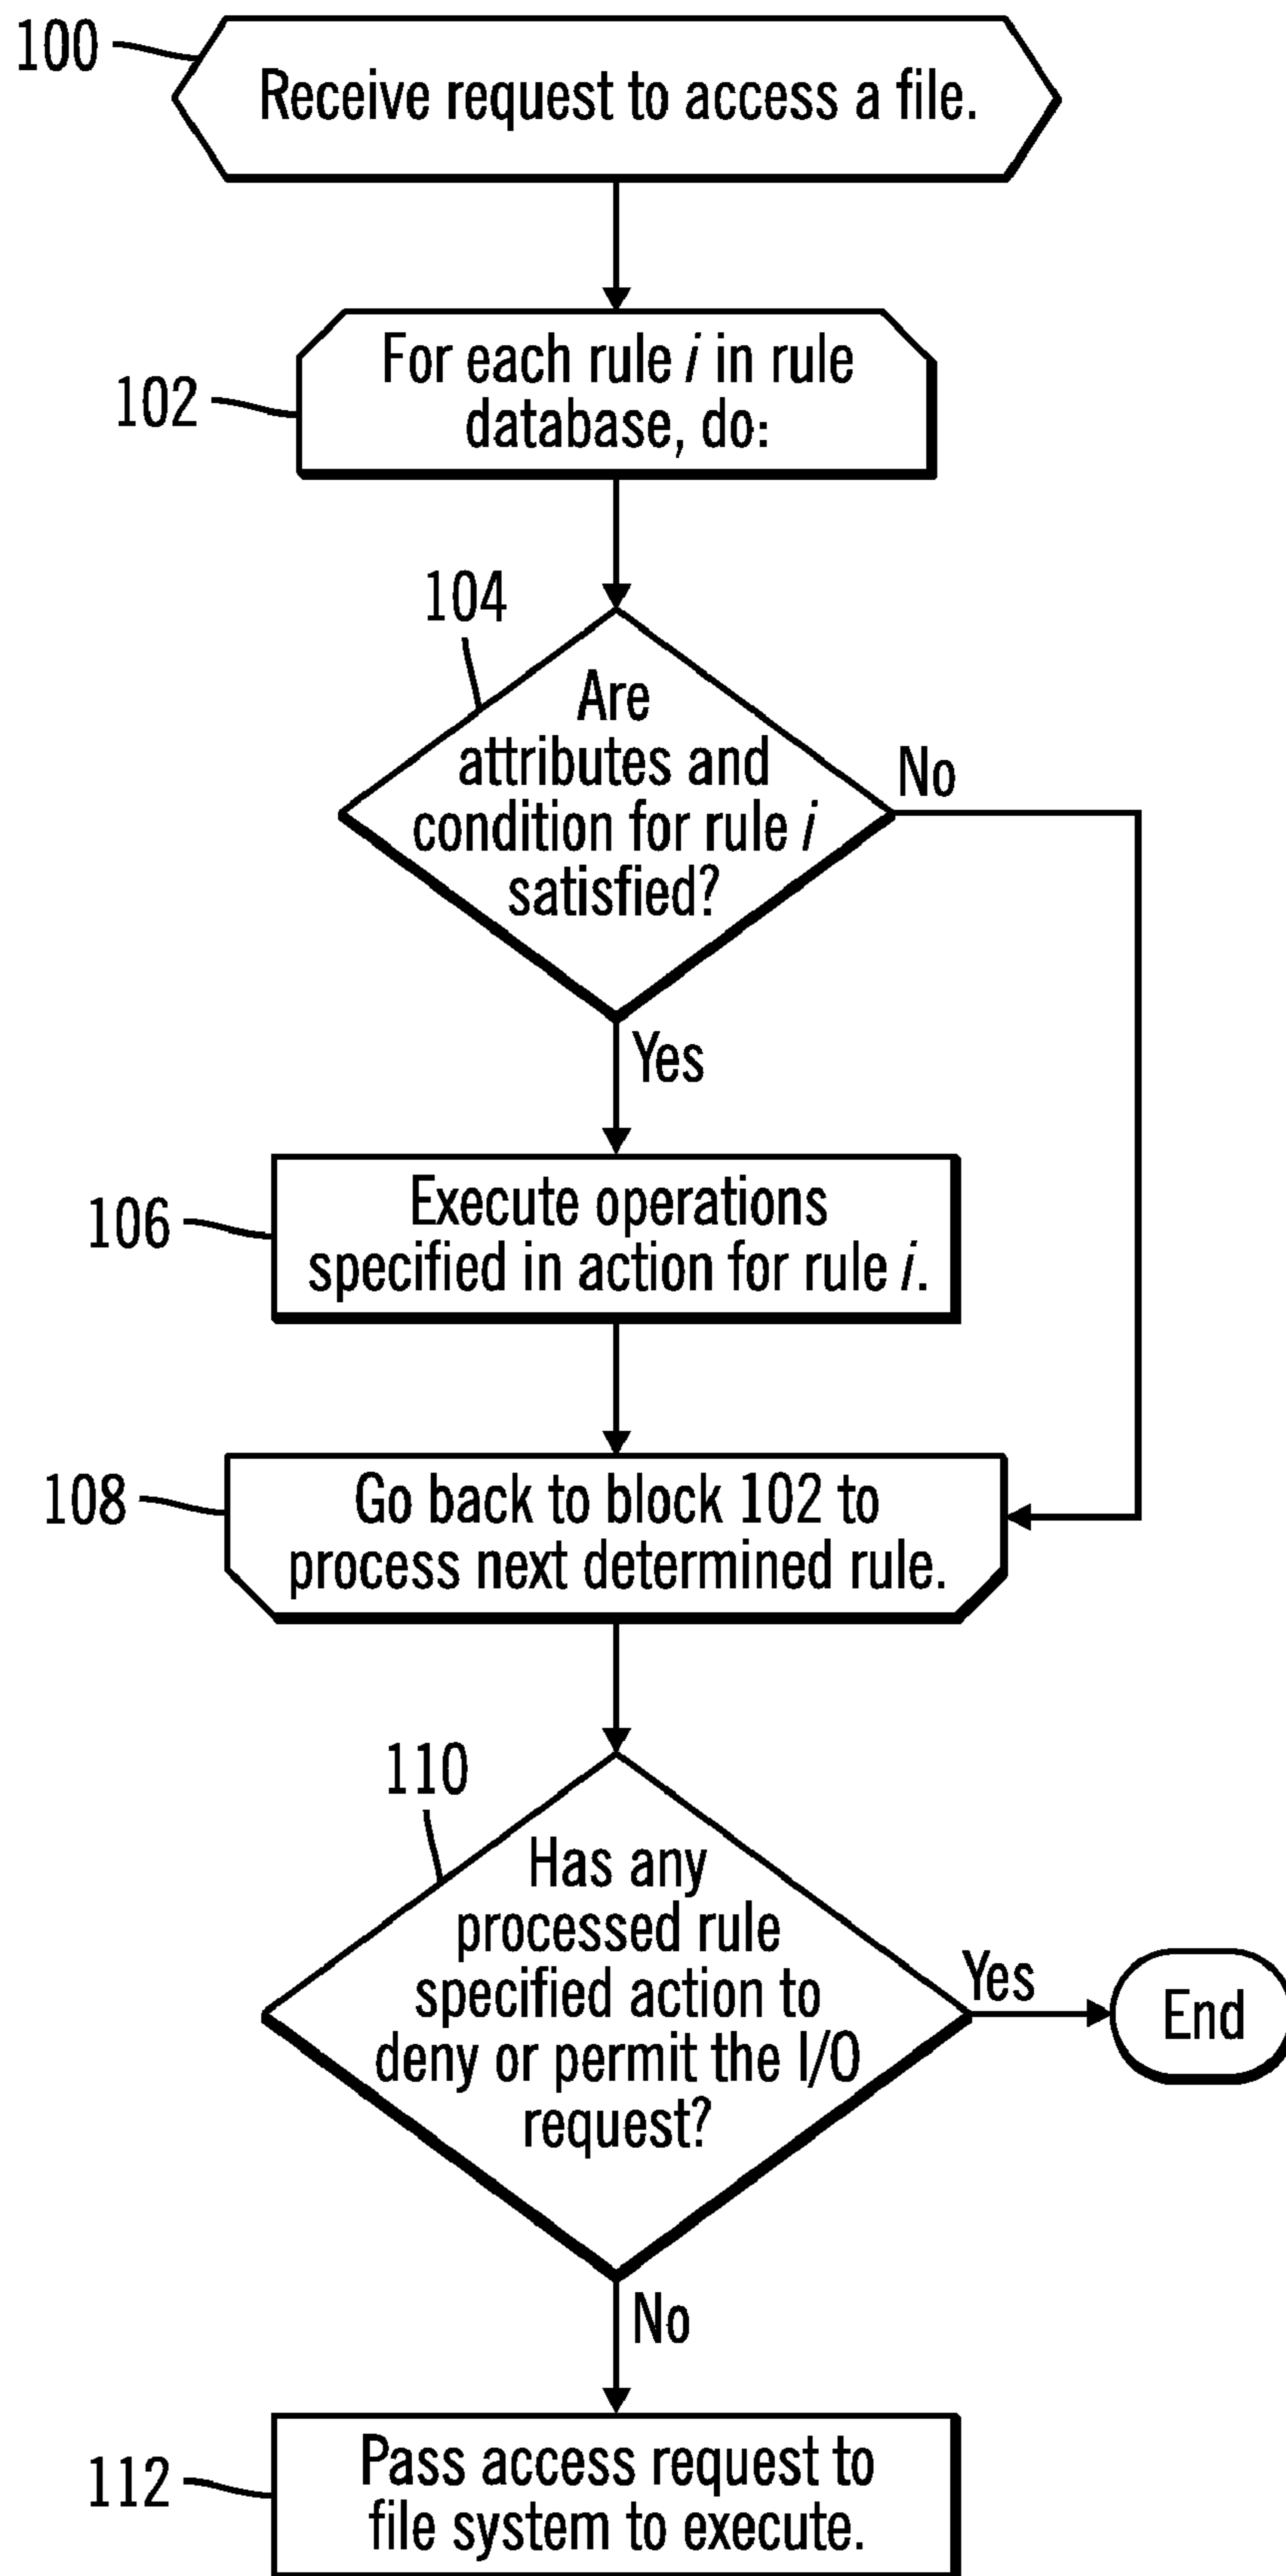 100
Receive request to access a file.
102
For each rule i in rule
database, do:
104
Are
attributes and
condition for rule i
satisfied?
No
Yes
106
Execute operations
specified in action for rule i.
108
Go back to block 102 to
process next determined rule.
110
Has any
processed rule
specified action to
deny or permit the I/O
request?
Yes
End
No
112
Pass access request to
file system to execute.